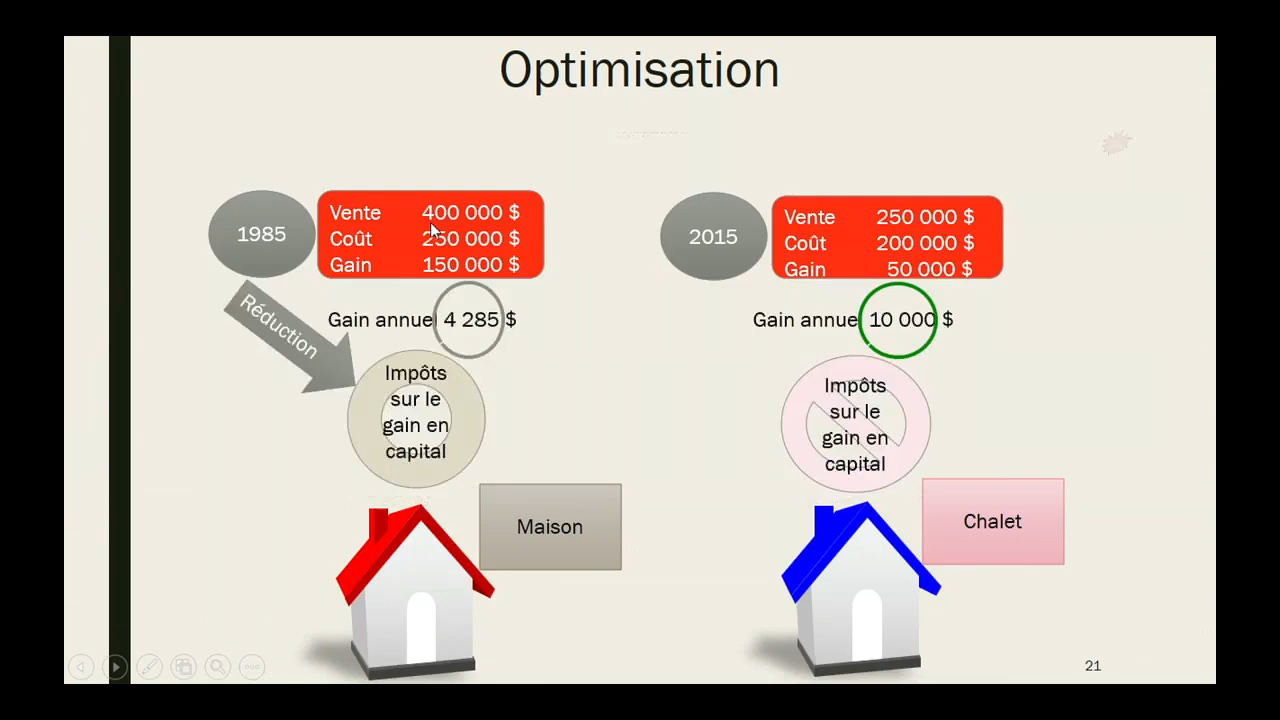 Optimisation
1985
Vente 400 000 $
Coût 250 000 $
Gain 150 000 $
Gain annuel 4 285 $
Réduction
Impôts
sur le
gain en
capital
Maison
2015
Vente 250 000 $
Coût 200 000 $
Gain 50 000 $
Gain annuel 10 000 $
Impôts
sur le
gain en
capital
Chalet
21